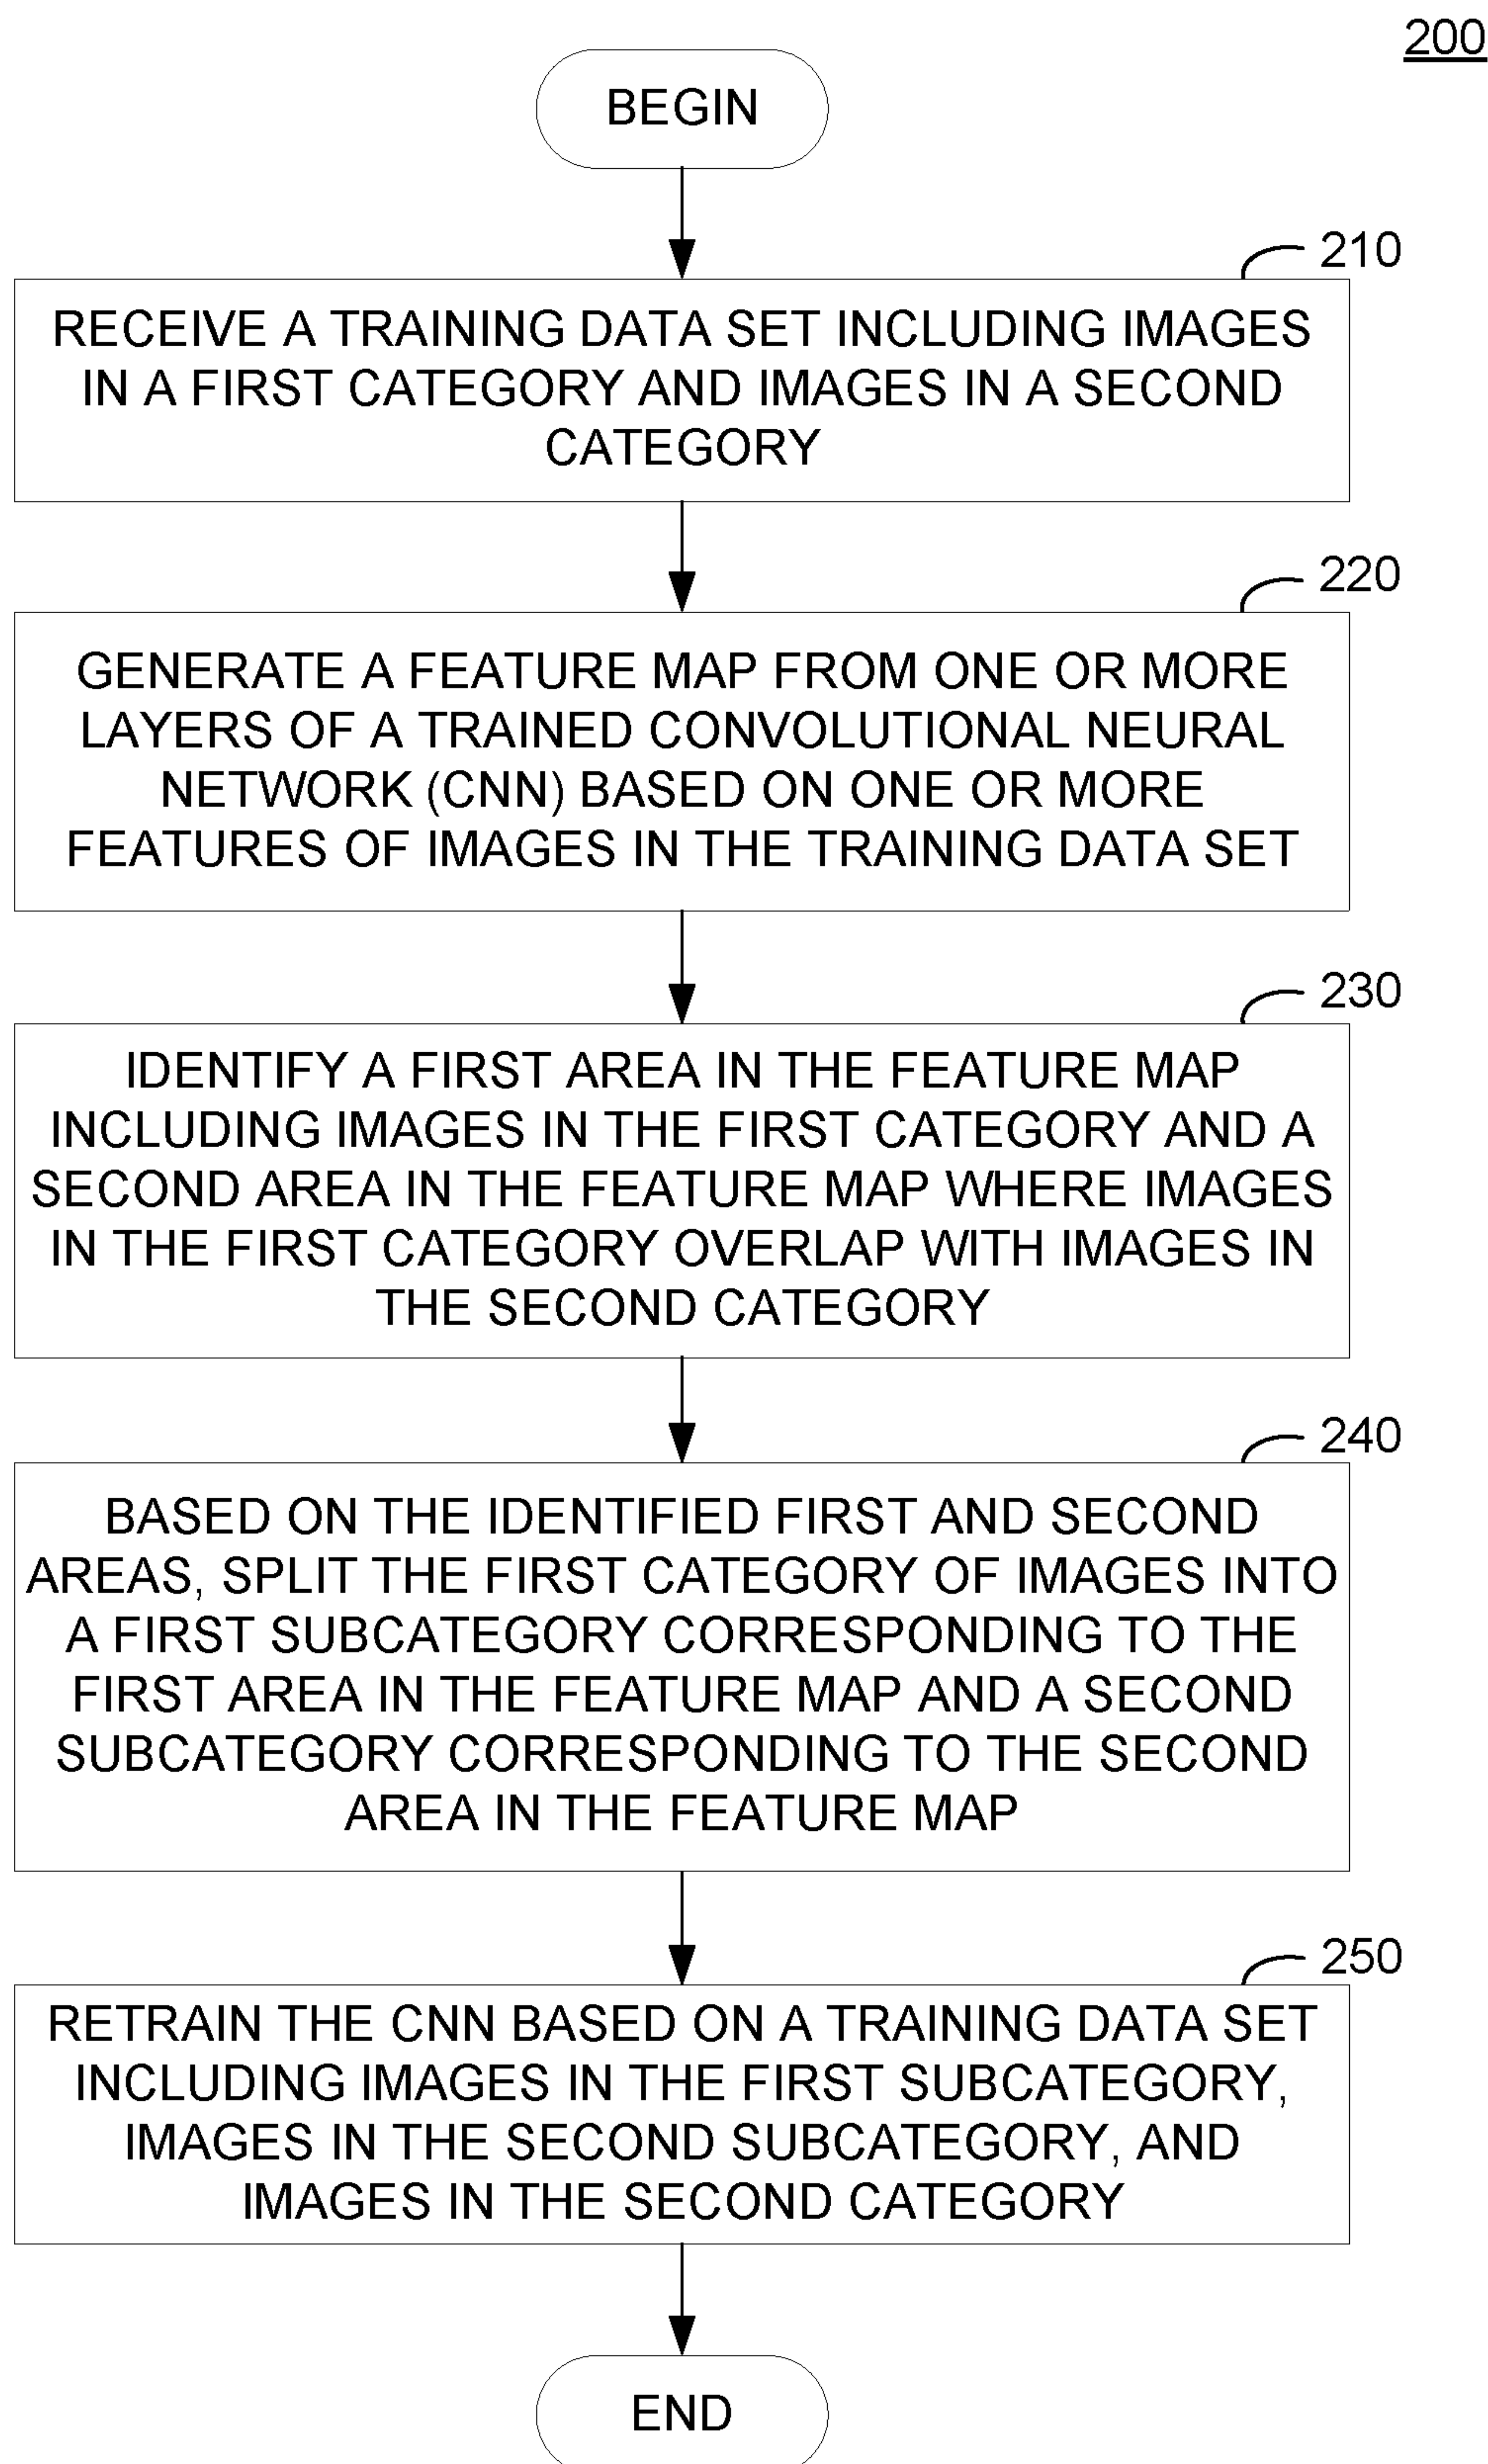 200
BEGIN
210
RECEIVE A TRAINING DATA SET INCLUDING IMAGES
IN A FIRST CATEGORY AND IMAGES IN A SECOND
CATEGORY
220
GENERATE A FEATURE MAP FROM ONE OR MORE
LAYERS OF A TRAINED CONVOLUTIONAL NEURAL
NETWORK (CNN) BASED ON ONE OR MORE
FEATURES OF IMAGES IN THE TRAINING DATA SET
230
IDENTIFY A FIRST AREA IN THE FEATURE MAP
INCLUDING IMAGES IN THE FIRST CATEGORY AND A
SECOND AREA IN THE FEATURE MAP WHERE IMAGES
IN THE FIRST CATEGORY OVERLAP WITH IMAGES IN
THE SECOND CATEGORY
240
BASED ON THE IDENTIFIED FIRST AND SECOND
AREAS, SPLIT THE FIRST CATEGORY OF IMAGES INTO
A FIRST SUBCATEGORY CORRESPONDING TO THE
FIRST AREA IN THE FEATURE MAP AND A SECOND
SUBCATEGORY CORRESPONDING TO THE SECOND
AREA IN THE FEATURE MAP
250
RETRAIN THE CNN BASED ON A TRAINING DATA SET
INCLUDING IMAGES IN THE FIRST SUBCATEGORY,
IMAGES IN THE SECOND SUBCATEGORY, AND
IMAGES IN THE SECOND CATEGORY
END